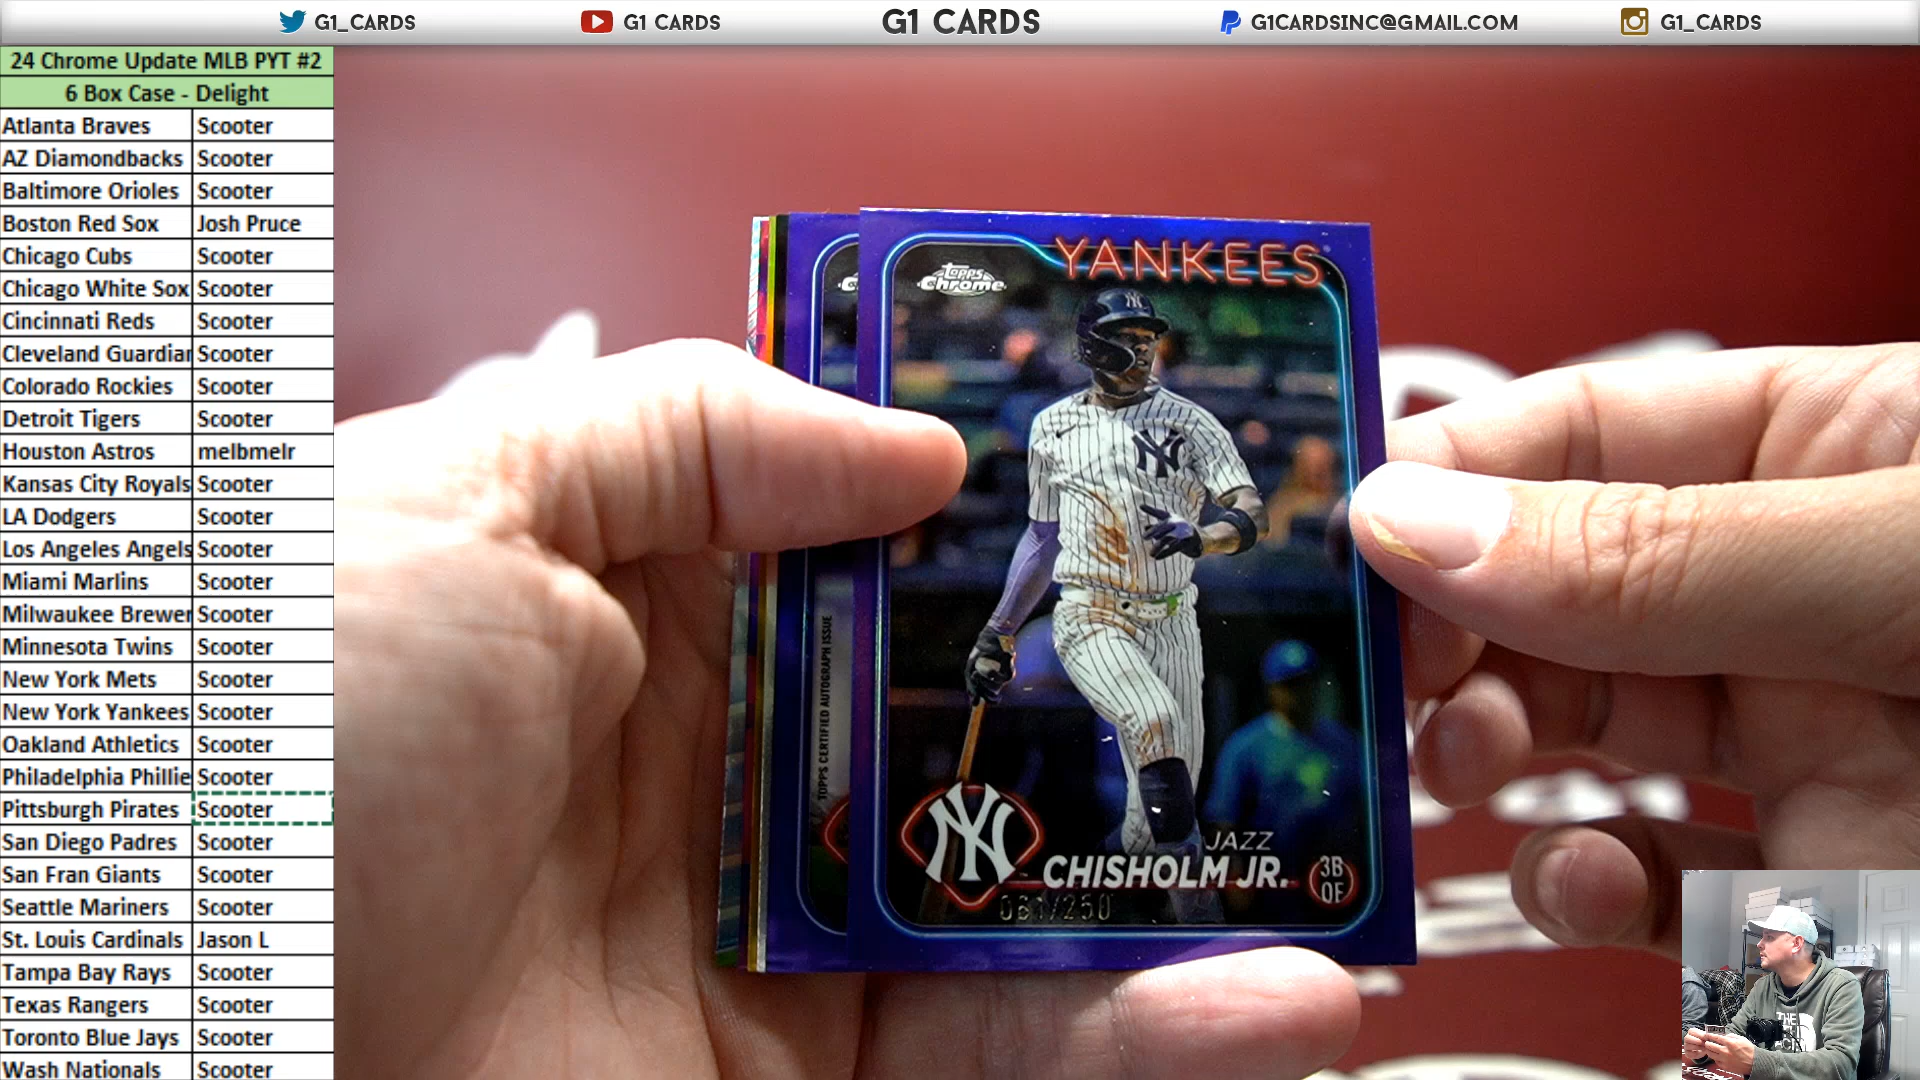 G1_CARDS
G1 CARDS
G1 CARDS
G1CARDSINC@GMAIL.COM
G1_CARDS
24 Chrome Update MLB PYT #2
6 Box Case - Delight
Atlanta Braves Scooter
AZ Diamondbacks Scooter
Baltimore Orioles Scooter
Boston Red Sox Josh Pruce
Chicago Cubs Scooter
Chicago White Sox Scooter
Cincinnati Reds Scooter
Cleveland Guardian Scooter
Colorado Rockies Scooter
Detroit Tigers Scooter
Houston Astros melbmelr
Kansas City Royals Scooter
LA Dodgers Scooter
Los Angeles Angels Scooter
Miami Marlins Scooter
Milwaukee Brewer Scooter
Minnesota Twins Scooter
New York Mets Scooter
New York Yankees Scooter
Oakland Athletics Scooter
Philadelphia Phillie Scooter
Pittsburgh Pirates Scooter
San Diego Padres Scooter
San Fran Giants Scooter
Seattle Mariners Scooter
St. Louis Cardinals Jason L
Tampa Bay Rays Scooter
Texas Rangers Scooter
Toronto Blue Jays Scooter
Wash Nationals Scooter
YANKEES
Topps Chrome
NY
TOPPS CERTIFIED AUTOGRAPH ISSUE
NY
JAZZ
CHISHOLM JR.
3B
OF
061/250